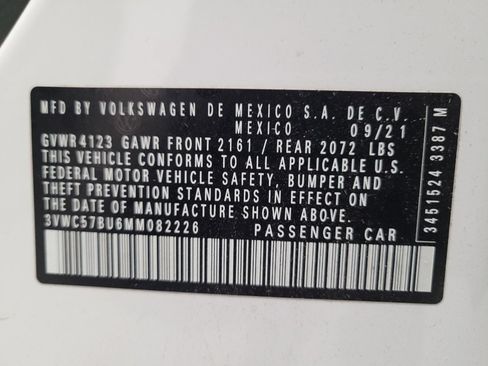 MFD BY VOLKSWAGEN DE MEXICO S.A. DE C.V.
MEXICO 09/21
GVWR 4123 GAWR FRONT 2161 / REAR 2072 LBS
THIS VEHICLE CONFORMS TO ALL APPLICABLE U.S.
FEDERAL MOTOR VEHICLE SAFETY, BUMPER AND
THEFT PREVENTION STANDARDS IN EFFECT ON
THE DATE OF MANUFACTURE SHOWN ABOVE.
3VWC57BU6MM082226 PASSENGER CAR
3451524 3387 M